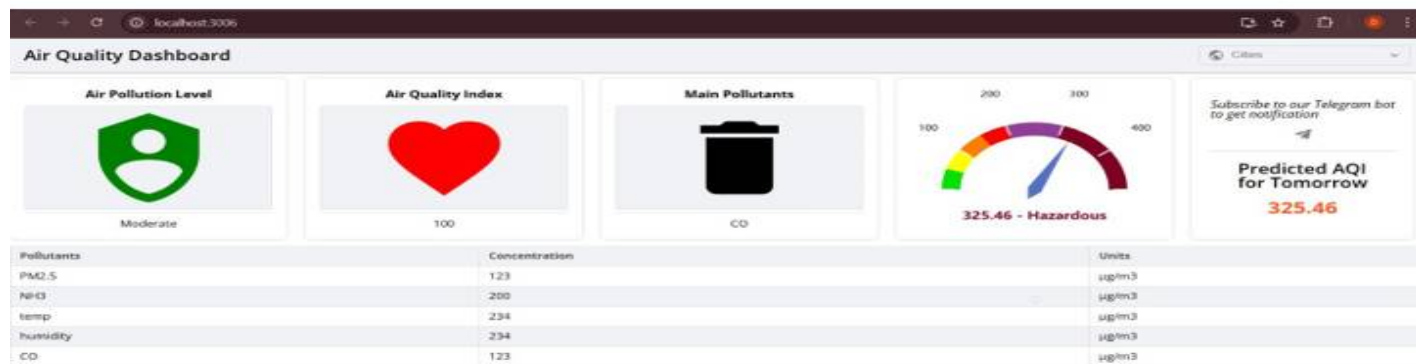 localhost:3006
Air Quality Dashboard
Cities
Air Pollution Level
Moderate
Air Quality Index
100
Main Pollutants
CO
100
200
300
400
325.46 - Hazardous
Subscribe to our Telegram bot
to get notification
Predicted AQI
for Tomorrow
325.46
Pollutants Concentration Units
PM2.5 123 µg/m3
NH3 200 µg/m3
temp 234 µg/m3
humidity 234 µg/m3
CO 123 µg/m3